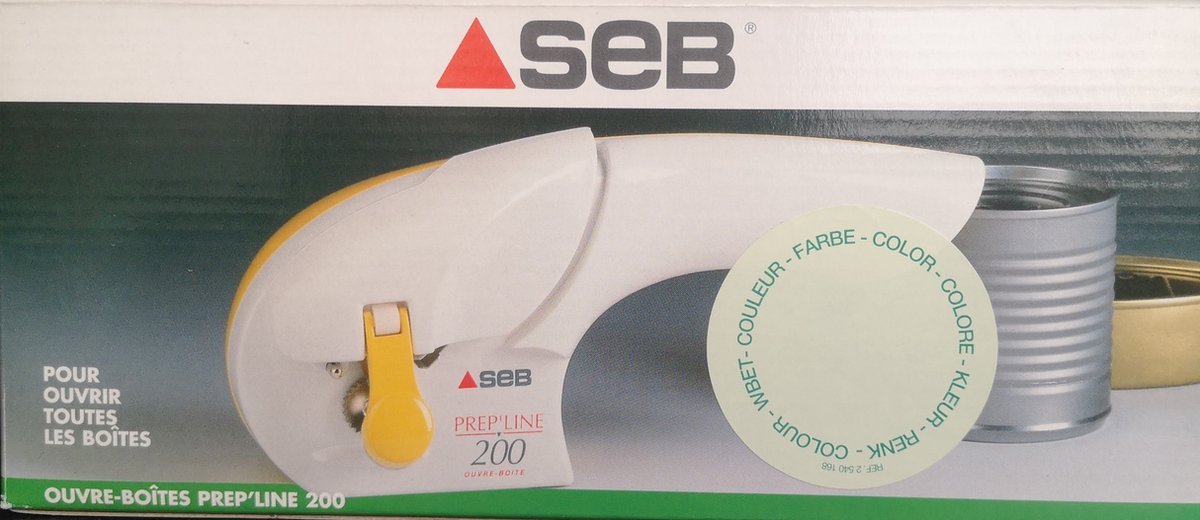 SEB®
POUR
OUVRIR
TOUTES
LES BOÎTES
SEB
PREP'LINE
200
OUVRE-BOITE
COULEUR - FARBE - COLOR - COLORE - KLEUR - RENK - COLOUR - WBET -
REF. 2 540 168
OUVRE-BOÎTES PREP'LINE 200